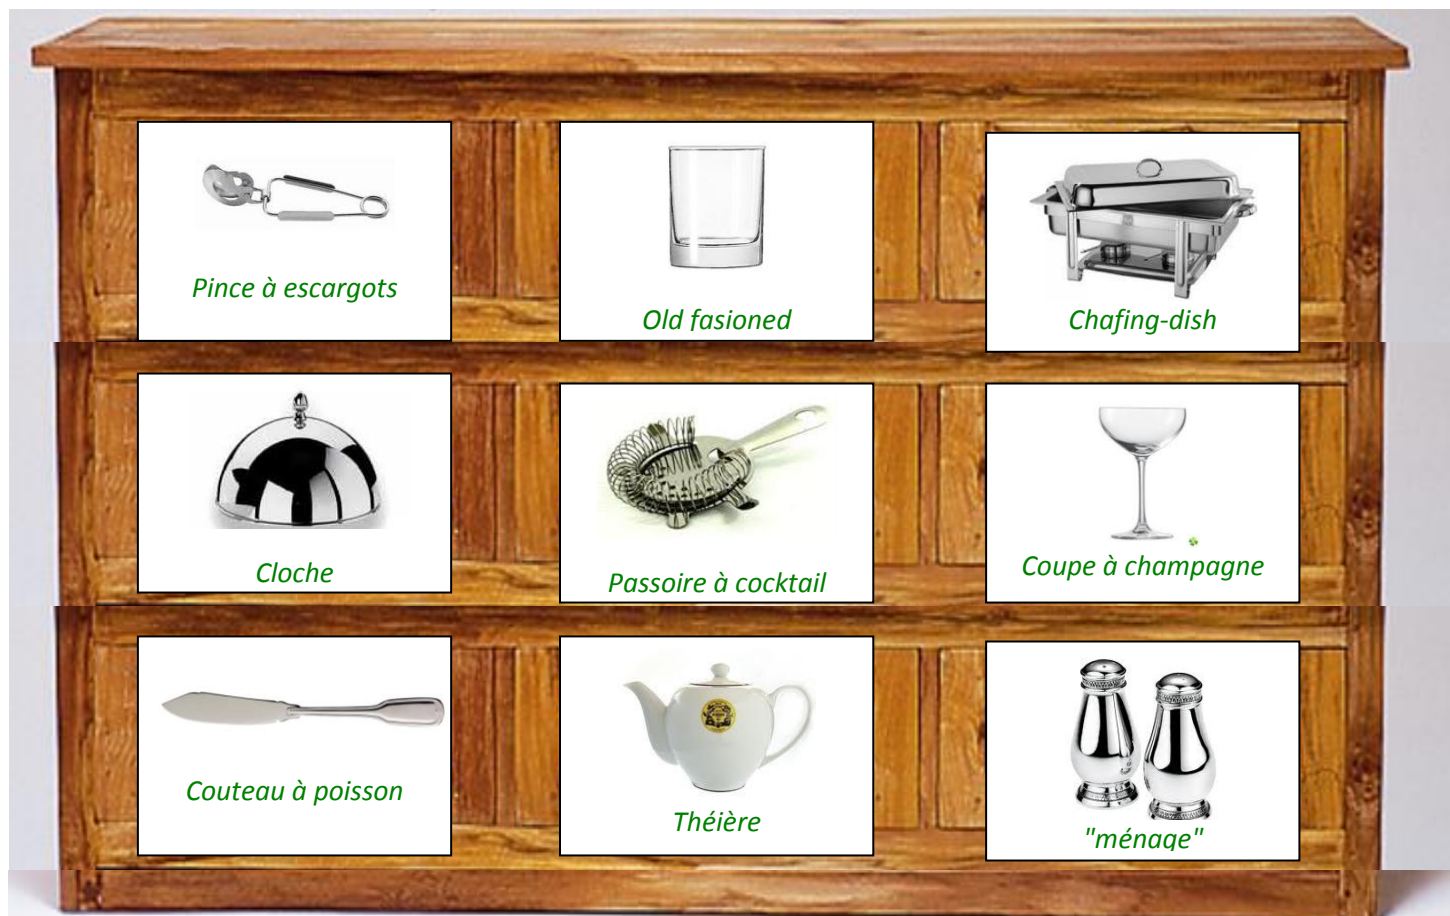 Pince à escargots
Old fasioned
Chafing-dish
Cloche
Passoire à cocktail
Coupe à champagne
Couteau à poisson
Théière
"ménage"